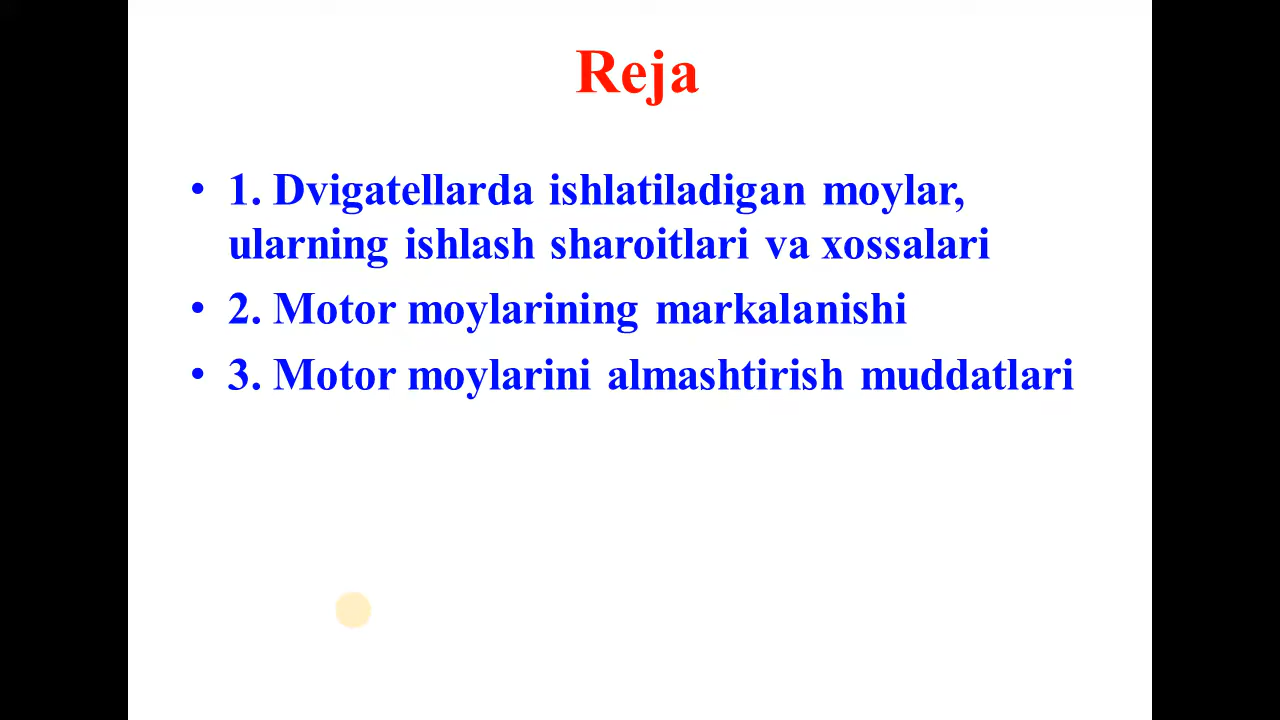 Reja
• 1. Dvigatellarda ishlatiladigan moylar,
ularning ishlash sharoitlari va xossalari
• 2. Motor moylarining markalanishi
• 3. Motor moylarini almashtirish muddatlari